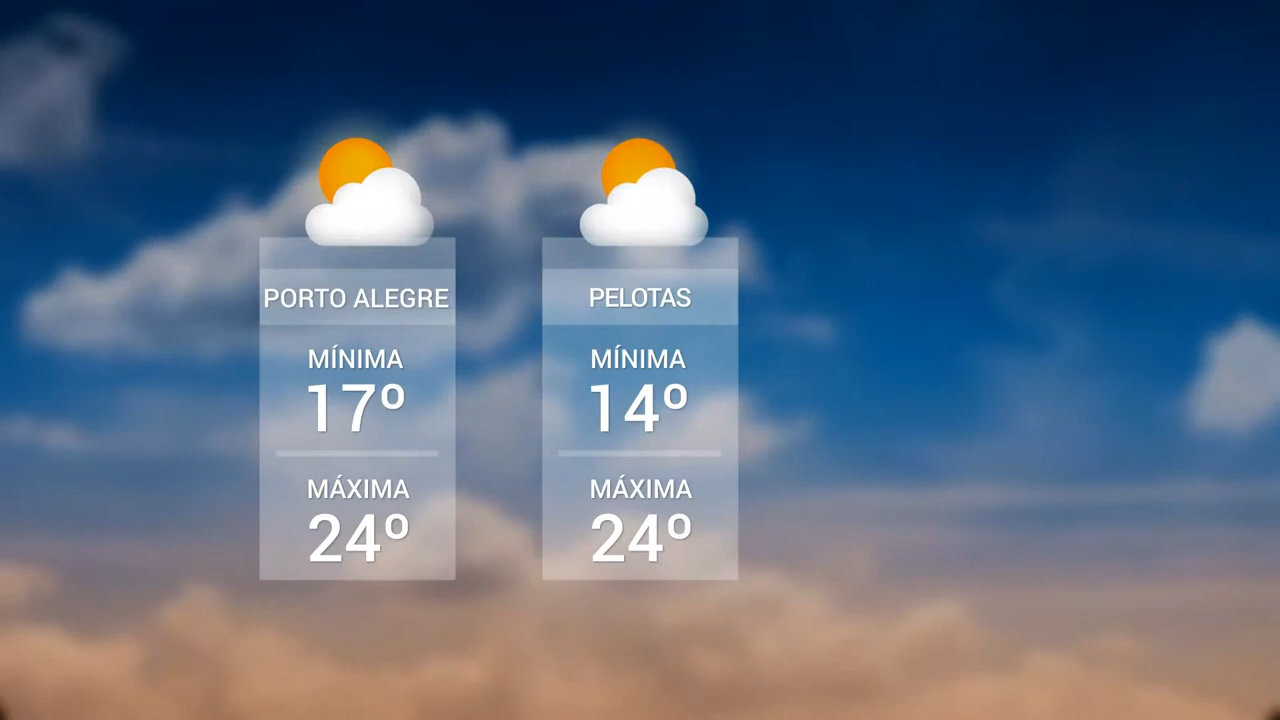 PORTO ALEGRE
MÍNIMA
17º
MÁXIMA
24º
PELOTAS
MÍNIMA
14º
MÁXIMA
24º